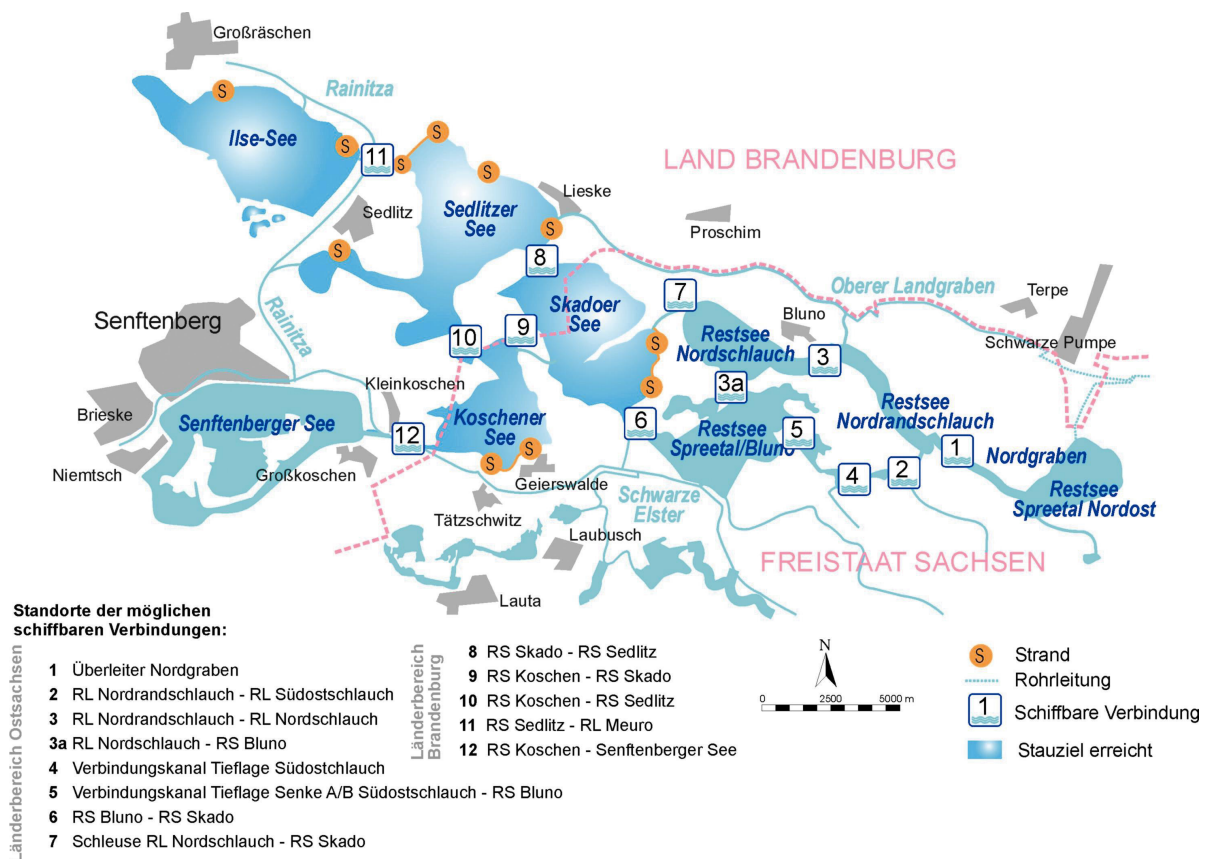 Großräschen
Rainitza
Ilse-See
S
S
11
S
S
S
LAND BRANDENBURG
Lieske
Sedlitz
Sedlitzer
See
Proschim
S
S
8
Oberer Landgraben
Terpe
Skadoer
See
7
Bluno
Rainitza
Senftenberg
9
10
Restsee
Nordschlauch
Schwarze Pumpe
S
3
Kleinkoschen
3a
S
Brieske
Senftenberger See
Koschener
See
Restsee
Nordrandschlauch
6
Restsee
Spreetal/Bluno
5
12
1
Nordgraben
Niemtsch
Großkoschen
S
S
Geierswalde
4
2
Restsee
Spreetal Nordost
Schwarze
Elster
Tätzschwitz
Laubusch
FREISTAAT SACHSEN
Lauta
Standorte der möglichen
schiffbaren Verbindungen:
Länderbereich Ostsachsen
1 Überleiter Nordgraben
2 RL Nordrandschlauch - RL Südostschlauch
3 RL Nordrandschlauch - RL Nordschlauch
3a RL Nordschlauch - RS Bluno
4 Verbindungskanal Tieflage Südostchlauch
5 Verbindungskanal Tieflage Senke A/B Südostschlauch - RS Bluno
6 RS Bluno - RS Skado
7 Schleuse RL Nordschlauch - RS Skado
Länderbereich
Brandenburg
8 RS Skado - RS Sedlitz
9 RS Koschen - RS Skado
10 RS Koschen - RS Sedlitz
11 RS Sedlitz - RL Meuro
12 RS Koschen - Senftenberger See
N
0 2500 5000 m
S Strand
Rohrleitung
1 Schiffbare Verbindung
Stauziel erreicht